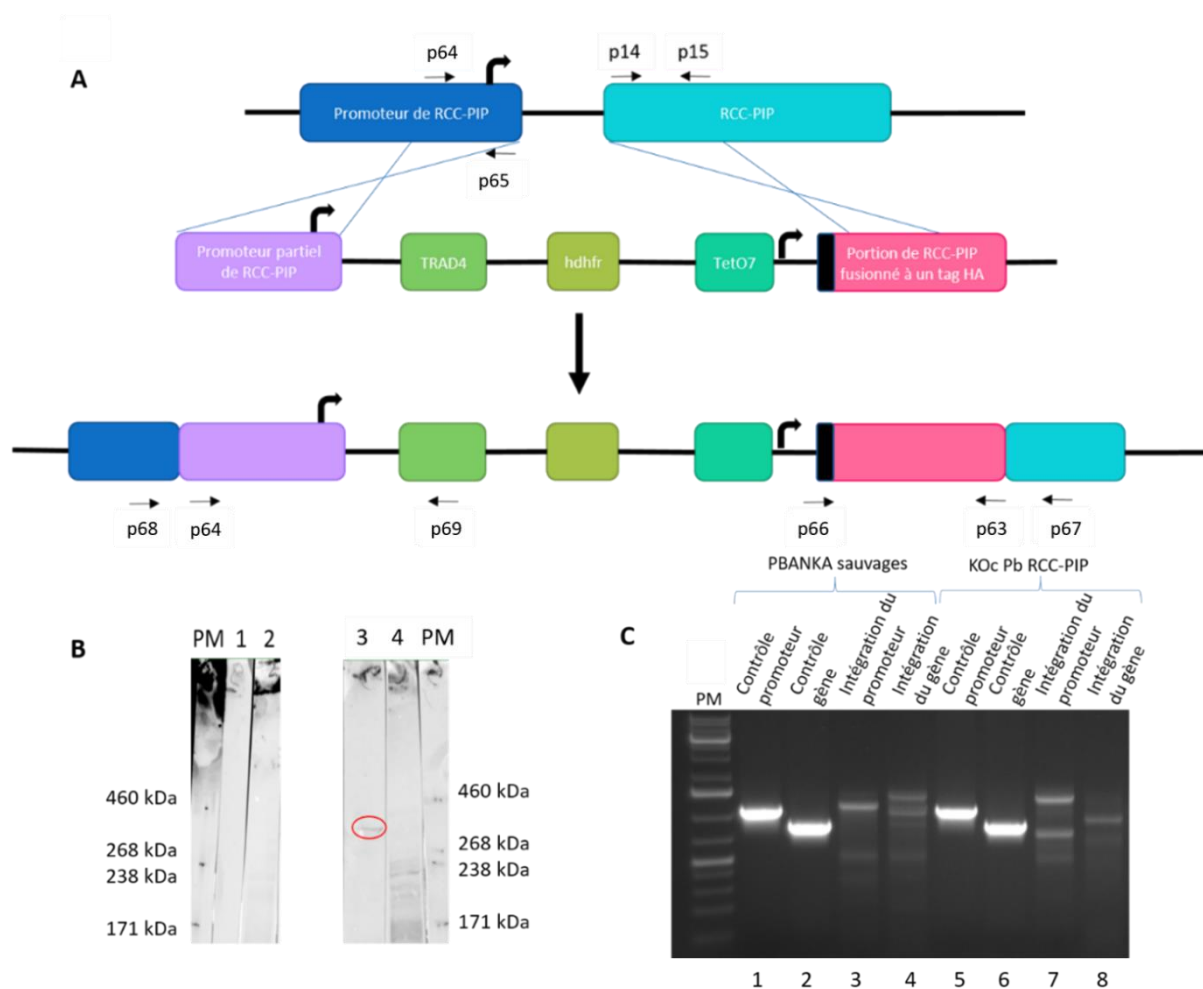 A
p64
p14
p15
Promoteur de RCC-PIP
RCC-PIP
p65
Promoteur partiel
de RCC-PIP
TRAD4
hdhfr
TetO7
Portion de RCC-PIP
fusionné à un tag HA
p68
p64
p69
p66
p63
p67
B
PM 1 2
3 4 PM
460 kDa
268 kDa
238 kDa
171 kDa
460 kDa
268 kDa
238 kDa
171 kDa
C
PBANKA sauvages
KOc Pb RCC-PIP
PM
Contrôle
promoteur
Contrôle
gène
Intégration du
promoteur
Intégration
du gène
Contrôle
promoteur
Contrôle
gène
Intégration du
promoteur
Intégration
du gène
1 2 3 4 5 6 7 8